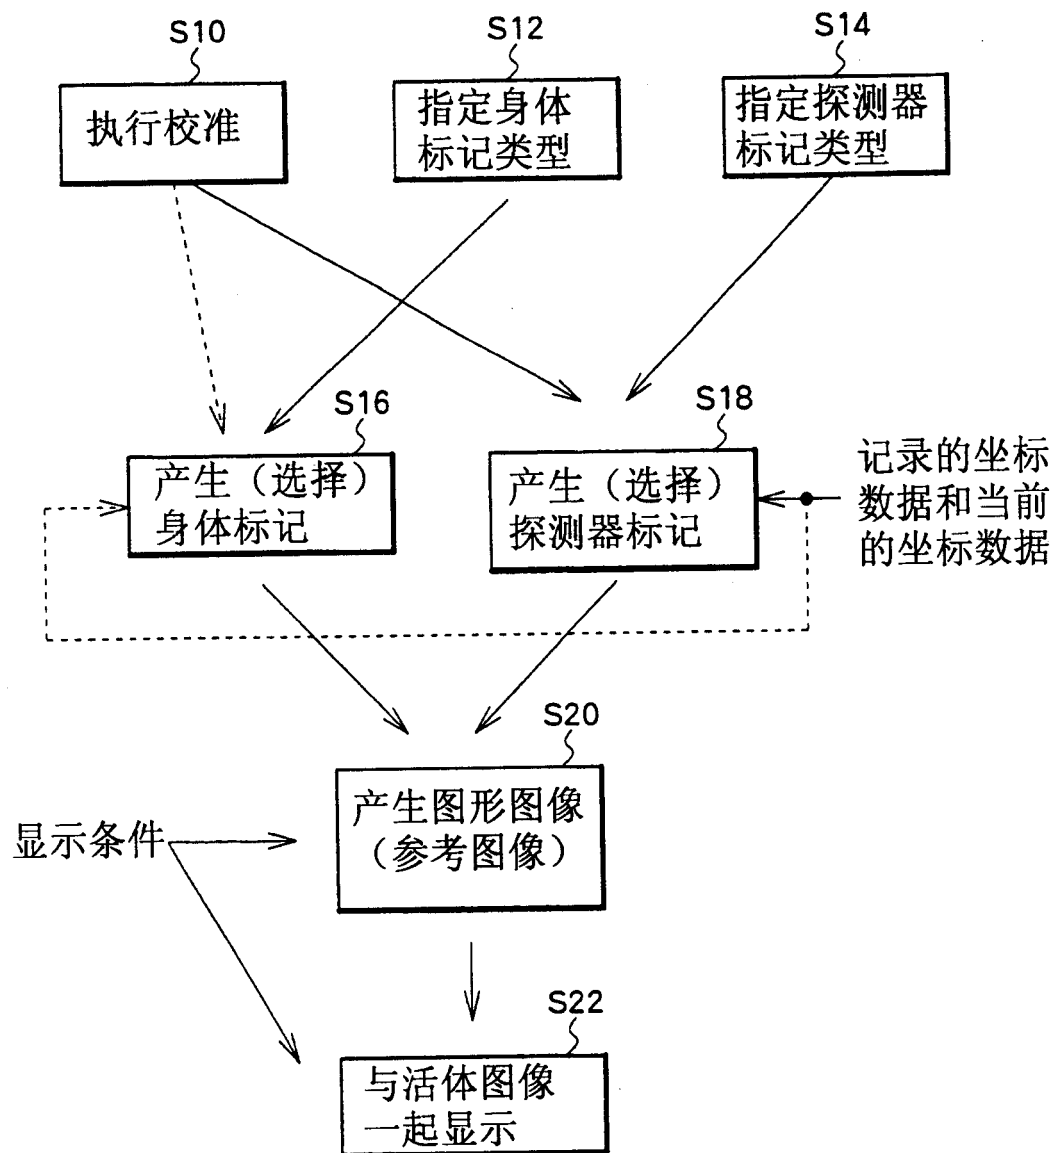 S10
S12
S14
执行校准
指定身体
标记类型
指定探测器
标记类型
S16
S18
产生（选择）
身体标记
产生（选择）
探测器标记
记录的坐标
数据和当前
的坐标数据
S20
产生图形图像
（参考图像）
显示条件
S22
与活体图像
一起显示